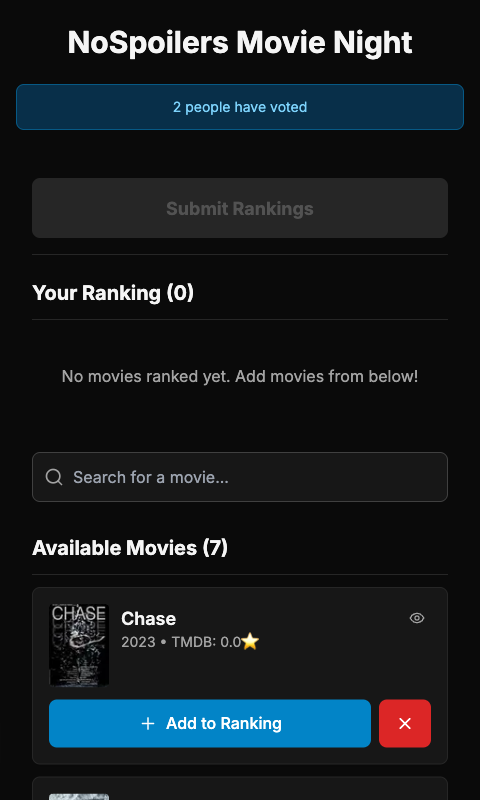 NoSpoilers Movie Night
2 people have voted
Submit Rankings
Your Ranking (0)
No movies ranked yet. Add movies from below!
Search for a movie...
Available Movies (7)
CHASE
Chase
2023 • TMDB: 0.0⭐
Add to Ranking